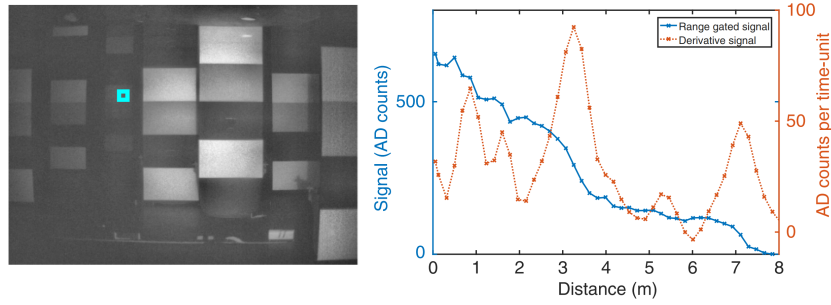 100
Range gated signal
Derivative signal
500
50
0
0
Signal (AD counts)
AD counts per time-unit
0 1 2 3 4 5 6 7 8
Distance (m)